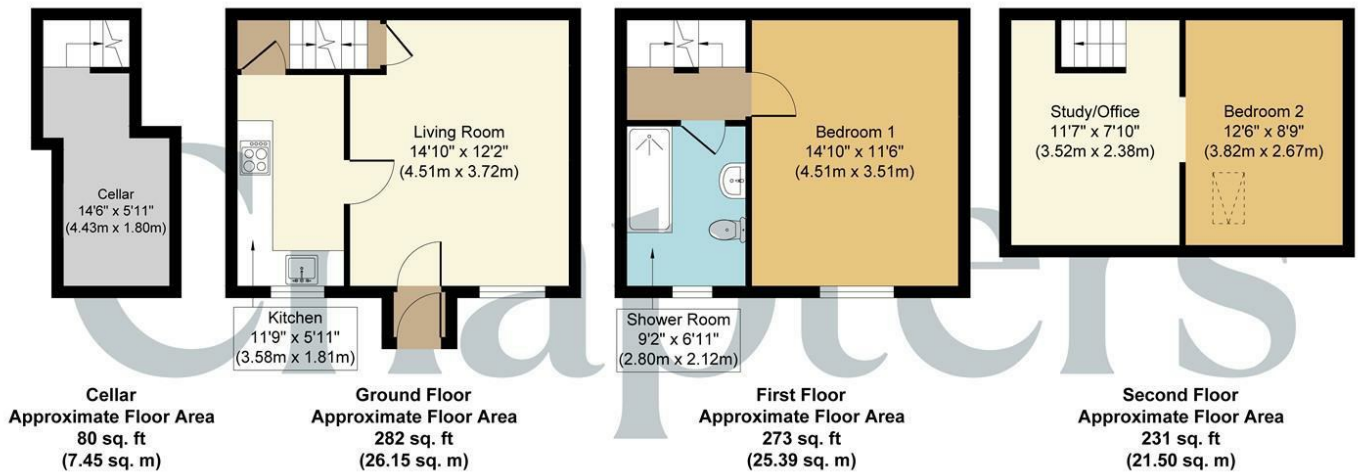 Cellar
14'6" x 5'11"
(4.43m x 1.80m)
Living Room
14'10" x 12'2"
(4.51m x 3.72m)
Kitchen
11'9" x 5'11"
(3.58m x 1.81m)
Bedroom 1
14'10" x 11'6"
(4.51m x 3.51m)
Shower Room
9'2" x 6'11"
(2.80m x 2.12m)
Study/Office
11'7" x 7'10"
(3.52m x 2.38m)
Bedroom 2
12'6" x 8'9"
(3.82m x 2.67m)
Chapters
Cellar
Approximate Floor Area
80 sq. ft
(7.45 sq. m)
Ground Floor
Approximate Floor Area
282 sq. ft
(26.15 sq. m)
First Floor
Approximate Floor Area
273 sq. ft
(25.39 sq. m)
Second Floor
Approximate Floor Area
231 sq. ft
(21.50 sq. m)